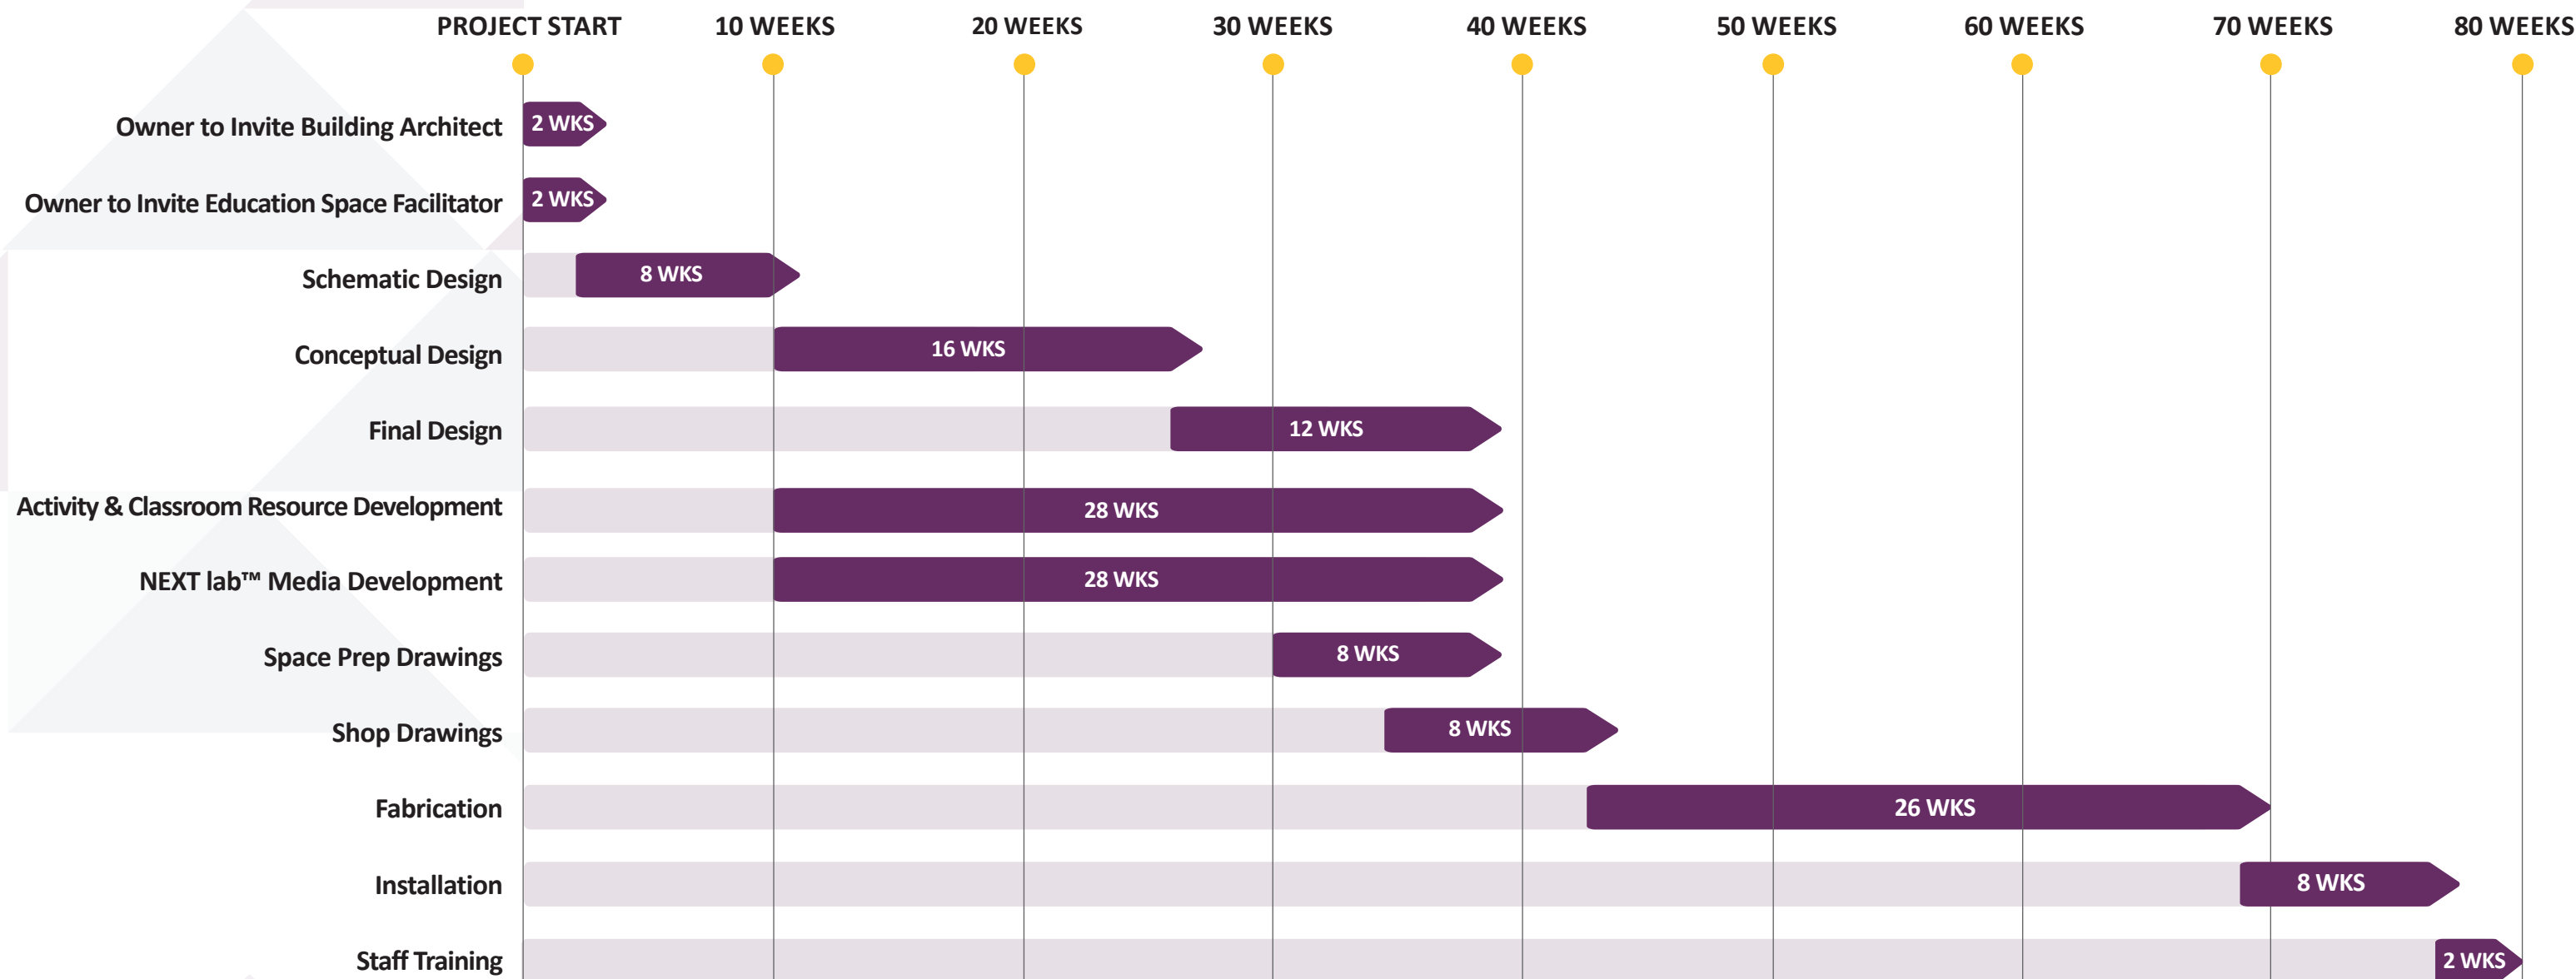 PROJECT START 10 WEEKS 20 WEEKS 30 WEEKS 40 WEEKS 50 WEEKS 60 WEEKS 70 WEEKS 80 WEEKS
Owner to Invite Building Architect 2 WKS
Owner to Invite Education Space Facilitator 2 WKS
Schematic Design 8 WKS
Conceptual Design 16 WKS
Final Design 12 WKS
Activity & Classroom Resource Development 28 WKS
NEXT lab™ Media Development 28 WKS
Space Prep Drawings 8 WKS
Shop Drawings 8 WKS
Fabrication 26 WKS
Installation 8 WKS
Staff Training 2 WKS